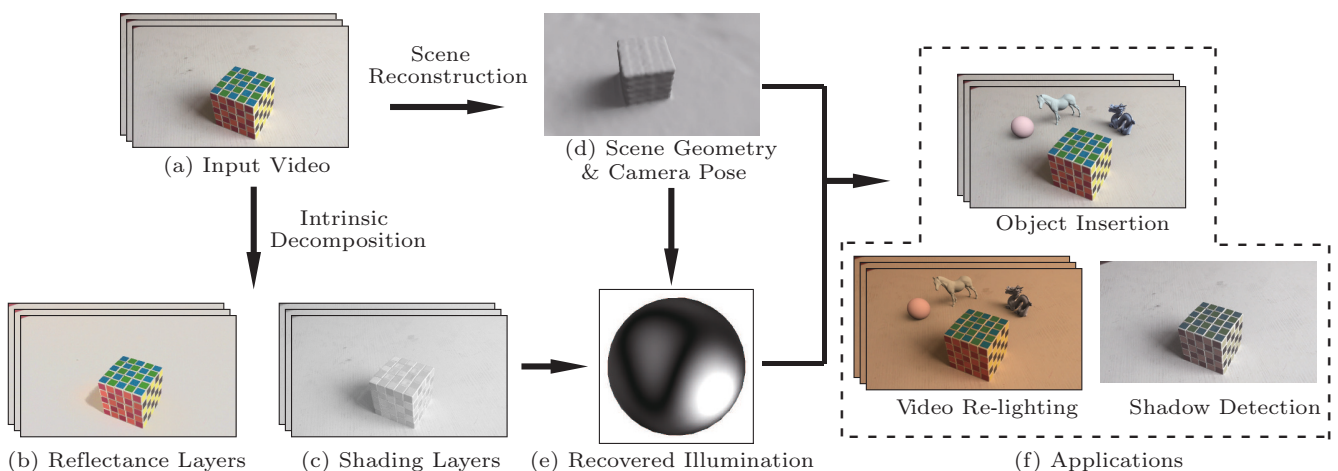 Scene
Reconstruction
(a) Input Video
(d) Scene Geometry
& Camera Pose
Intrinsic
Decomposition
Object Insertion
Video Re-lighting
Shadow Detection
(b) Reflectance Layers
(c) Shading Layers
(e) Recovered Illumination
(f) Applications